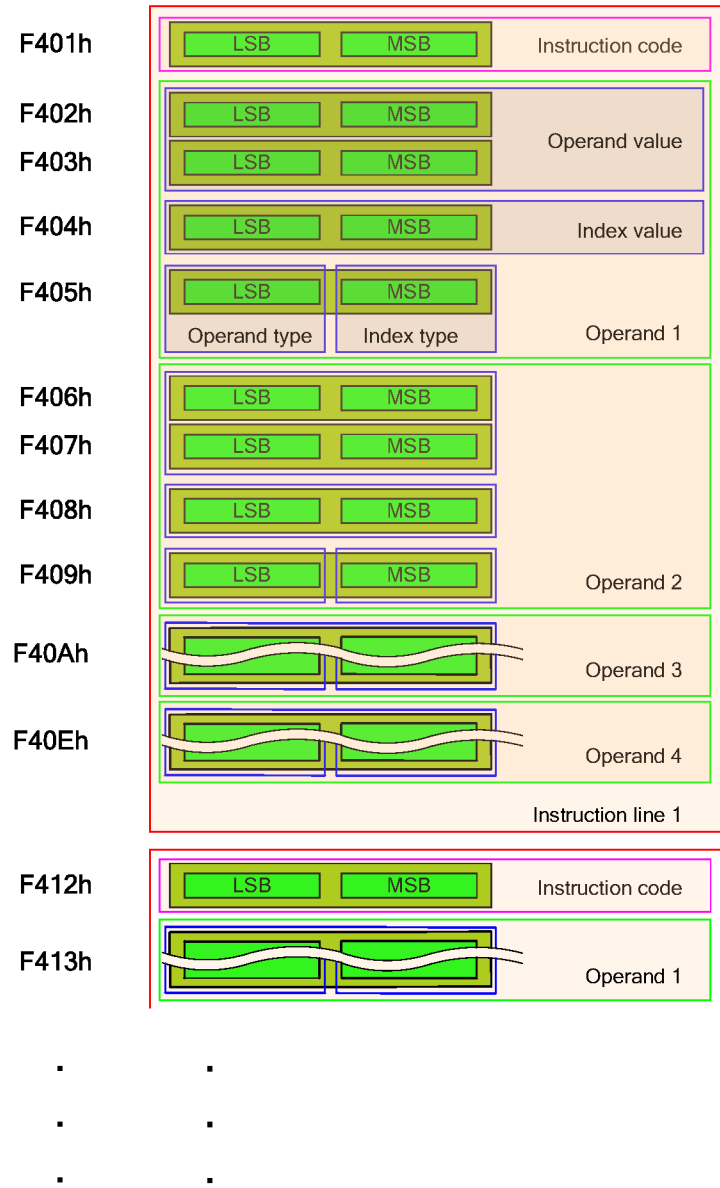 F401h LSB MSB Instruction code
F402h LSB MSB
Operand value
F403h LSB MSB
F404h LSB MSB Index value
F405h LSB MSB
Operand type Index type Operand 1
F406h LSB MSB
F407h LSB MSB
F408h LSB MSB
F409h LSB MSB Operand 2
F40Ah Operand 3
F40Eh Operand 4
Instruction line 1
F412h LSB MSB Instruction code
F413h Operand 1
. .
. .
. .